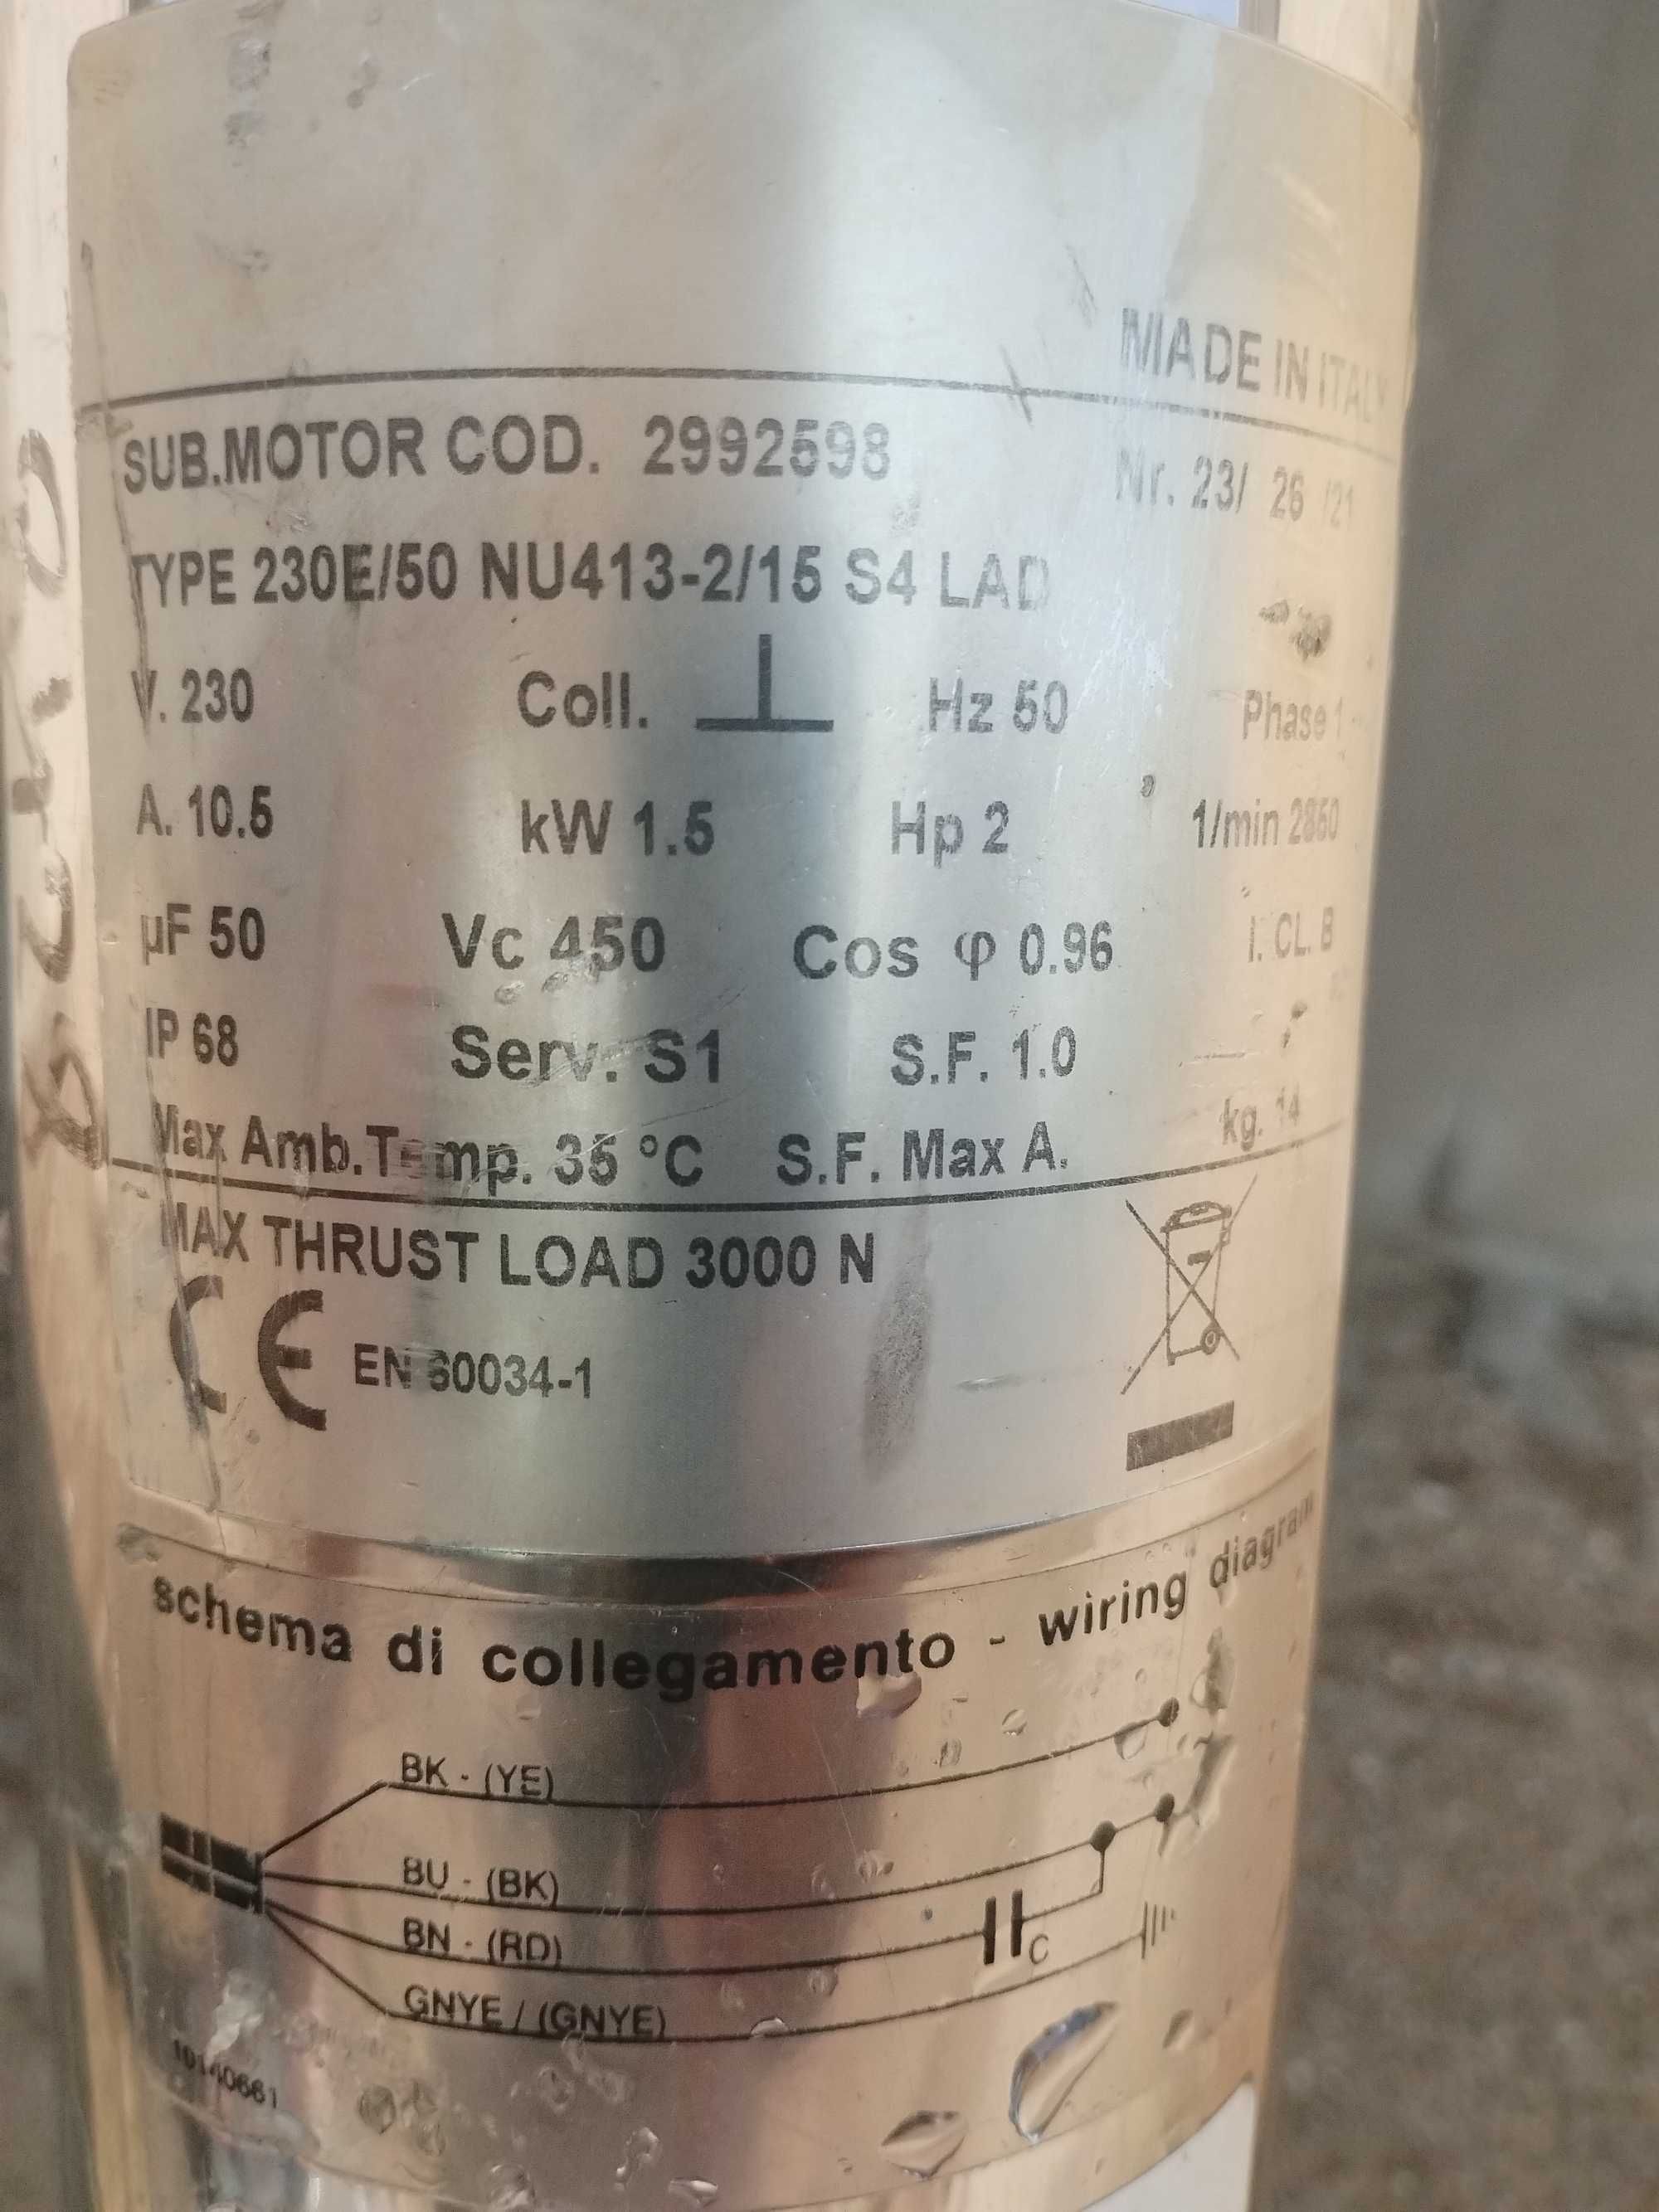 MADE IN ITALY
SUB.MOTOR COD. 2992598 Nr. 23/ 26 /21
TYPE 230E/50 NU413-2/15 S4 LAD
V. 230 Coll. Hz 50 Phase 1
A. 10.5 kW 1.5 Hp 2 1/min 2860
µF 50 Vc 450 Cos φ 0.96 I. CL. B
IP 68 Serv. S1 S.F. 1.0
Max Amb.Temp. 35 °C S.F. Max A. kg. 14
MAX THRUST LOAD 3000 N
CE EN 60034-1
schema di collegamento - wiring diagram
BK - (YE)
BU - (BK)
BN - (RD)
C
GNYE / (GNYE)